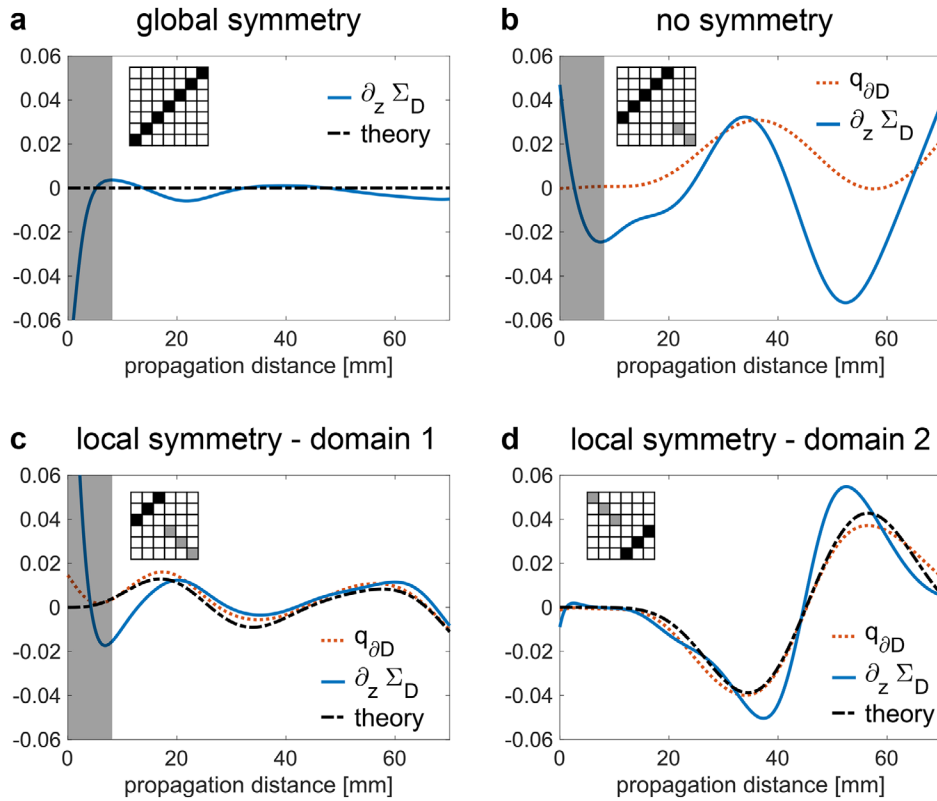 a global symmetry
0.06
0.04
0.02
0
-0.02
-0.04
-0.06
∂z ΣD
theory
0 20 40 60
propagation distance [mm]
b no symmetry
0.06
0.04
0.02
0
-0.02
-0.04
-0.06
q∂D
∂z ΣD
0 20 40 60
propagation distance [mm]
c local symmetry - domain 1
0.06
0.04
0.02
0
-0.02
-0.04
-0.06
q∂D
∂z ΣD
theory
0 20 40 60
propagation distance [mm]
d local symmetry - domain 2
0.06
0.04
0.02
0
-0.02
-0.04
-0.06
q∂D
∂z ΣD
theory
0 20 40 60
propagation distance [mm]